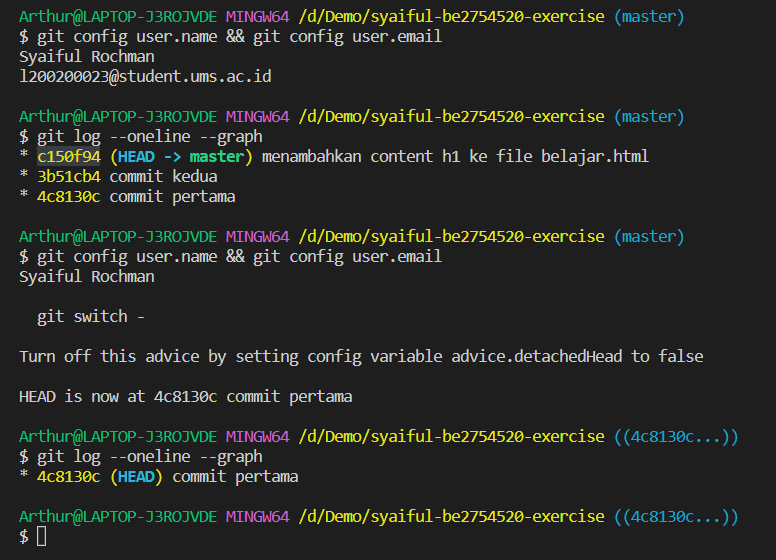 Arthur@LAPTOP-J3ROJVDE MINGW64 /d/Demo/syaiful-be2754520-exercise (master)
$ git config user.name && git config user.email
Syaiful Rochman
l200200023@student.ums.ac.id
Arthur@LAPTOP-J3ROJVDE MINGW64 /d/Demo/syaiful-be2754520-exercise (master)
$ git log --oneline --graph
* c150f94 (HEAD -> master) menambahkan content h1 ke file belajar.html
* 3b51cb4 commit kedua
* 4c8130c commit pertama
Arthur@LAPTOP-J3ROJVDE MINGW64 /d/Demo/syaiful-be2754520-exercise (master)
$ git config user.name && git config user.email
Syaiful Rochman
git switch -
Turn off this advice by setting config variable advice.detachedHead to false
HEAD is now at 4c8130c commit pertama
Arthur@LAPTOP-J3ROJVDE MINGW64 /d/Demo/syaiful-be2754520-exercise ((4c8130c...))
$ git log --oneline --graph
* 4c8130c (HEAD) commit pertama
Arthur@LAPTOP-J3ROJVDE MINGW64 /d/Demo/syaiful-be2754520-exercise ((4c8130c...))
$